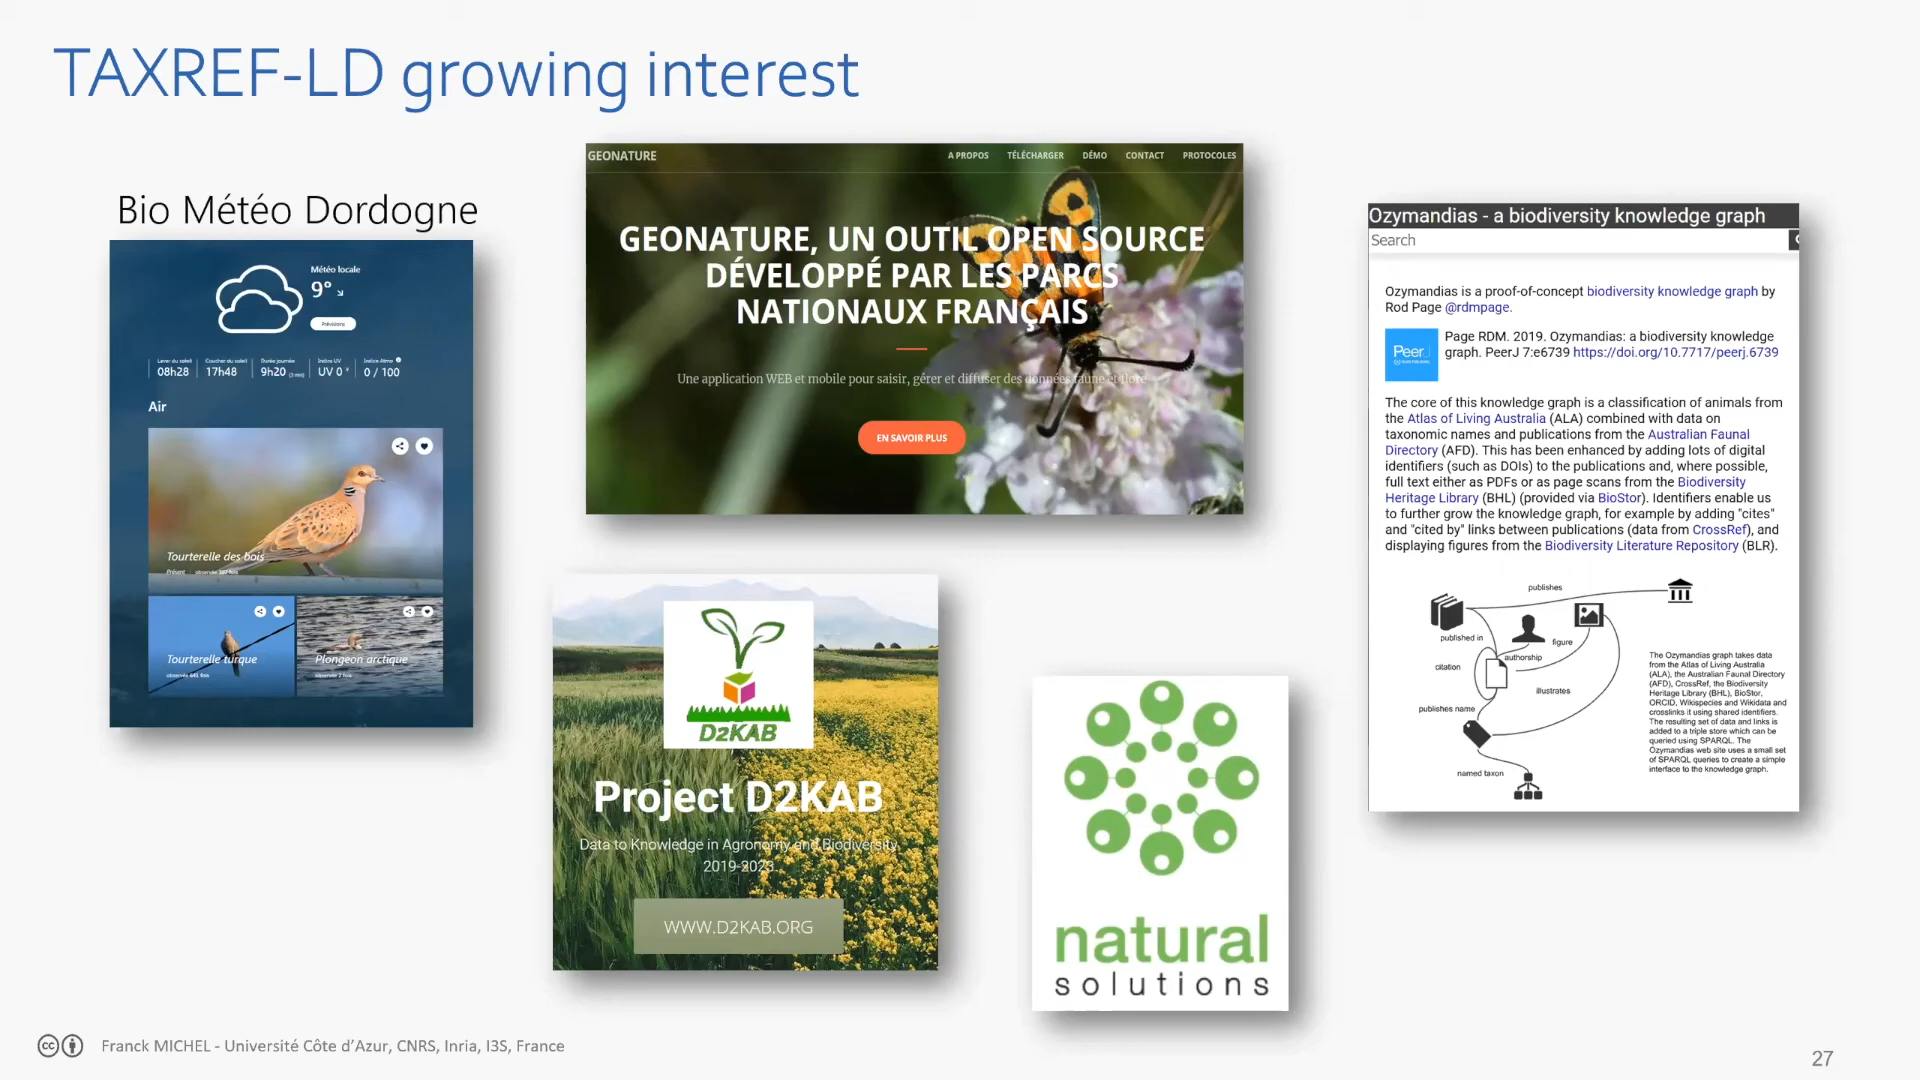 TAXREF-LD growing interest
Bio Météo Dordogne
Météo locale
9°
Prévisions
Lever du soleil
08h28
Coucher du soleil
17h48
Durée journée
9h20 (3 min)
Indice UV
UV 0
Indice Atmo
0 / 100
Air
Tourterelle des bois
Présent
Tourterelle turque
observée 641 fois
Plongeon arctique
observée 2 fois
GEONATURE
A PROPOS TÉLÉCHARGER DÉMO CONTACT PROTOCOLES
GEONATURE, UN OUTIL OPEN SOURCE
DÉVELOPPÉ PAR LES PARCS
NATIONAUX FRANÇAIS
Une application WEB et mobile pour saisir, gérer et diffuser des données faune et flore
EN SAVOIR PLUS
D2KAB
Project D2KAB
Data to Knowledge in Agronomy and Biodiversity
2019-2023
WWW.D2KAB.ORG
natural
solutions
Ozymandias - a biodiversity knowledge graph
Search
Ozymandias is a proof-of-concept biodiversity knowledge graph by
Rod Page @rdmpage.
PeerJ
Page RDM. 2019. Ozymandias: a biodiversity knowledge
graph. PeerJ 7:e6739 https://doi.org/10.7717/peerj.6739
The core of this knowledge graph is a classification of animals from
the Atlas of Living Australia (ALA) combined with data on
taxonomic names and publications from the Australian Faunal
Directory (AFD). This has been enhanced by adding lots of digital
identifiers (such as DOIs) to the publications and, where possible,
full text either as PDFs or as page scans from the Biodiversity
Heritage Library (BHL) (provided via BioStor). Identifiers enable us
to further grow the knowledge graph, for example by adding "cites"
and "cited by" links between publications (data from CrossRef), and
displaying figures from the Biodiversity Literature Repository (BLR).
publishes
published in
figure
authorship
citation
illustrates
publishes name
named taxon
The Ozymandias graph takes data
from the Atlas of Living Australia
(ALA), the Australian Faunal Directory
(AFD), CrossRef, the Biodiversity
Heritage Library (BHL), BioStor,
ORCID, Wikispecies and Wikidata and
crosslinks it using shared identifiers.
The resulting set of data and links is
added to a triple store which can be
queried using SPARQL. The
Ozymandias web site uses a small set
of SPARQL queries to create a simple
interface to the knowledge graph.
cc
Franck MICHEL - Université Côte d'Azur, CNRS, Inria, I3S, France
27